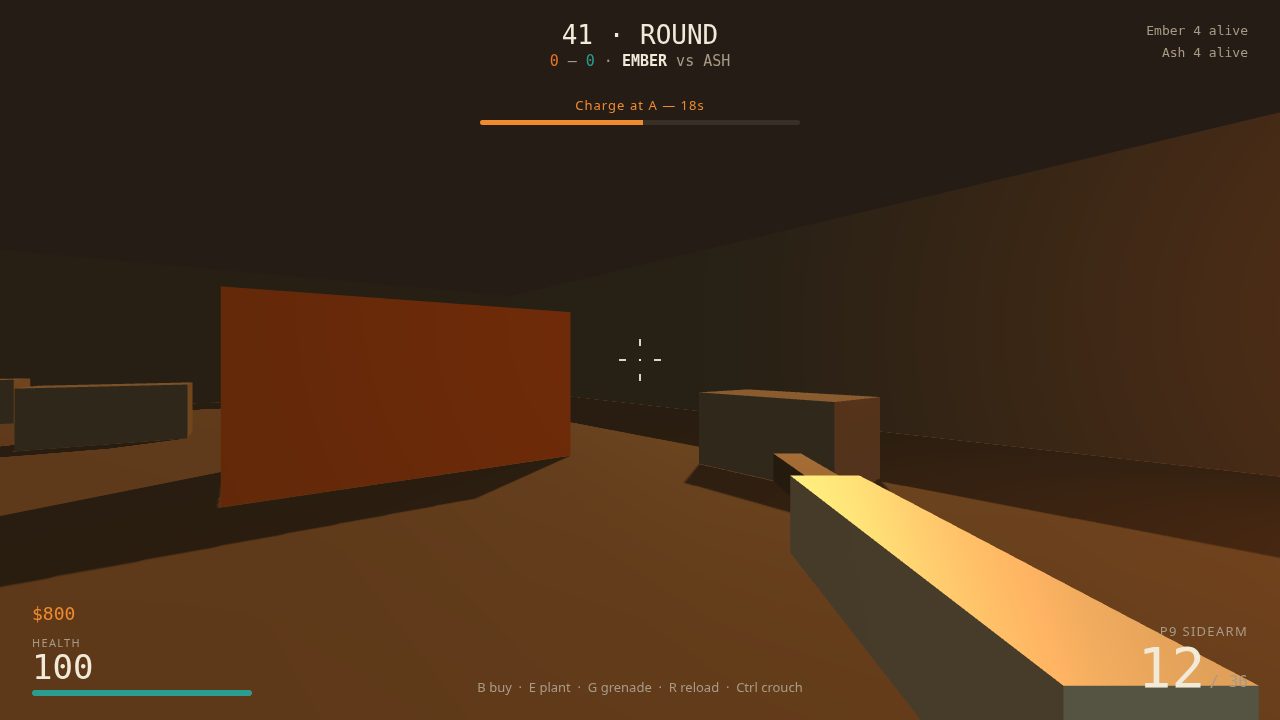 41 · ROUND
0 — 0 · EMBER vs ASH
Charge at A — 18s
Ember 4 alive
Ash 4 alive
$800
HEALTH
100
B buy · E plant · G grenade · R reload · Ctrl crouch
P9 SIDEARM
12 / 36